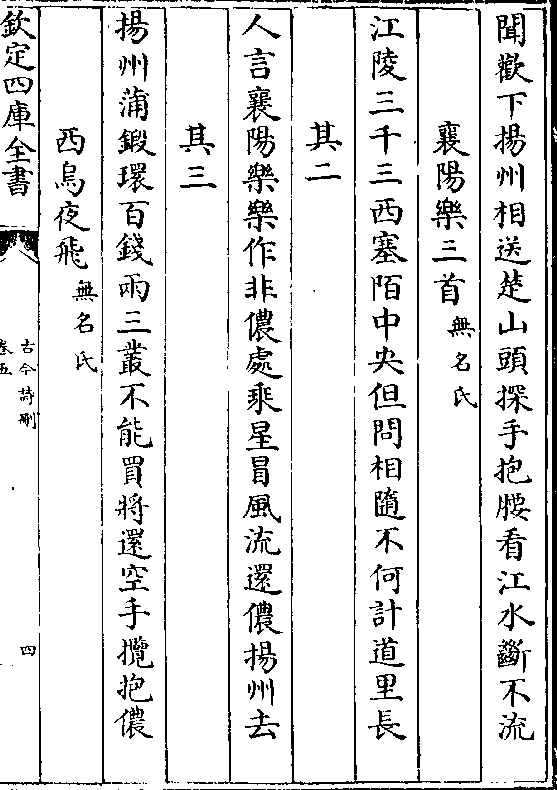 聞歡下揚州相送楚山頭探手抱腰看江水斷不流
襄陽樂三首 無名氏
江陵三千三西塞陌中央但問相隨不何計道里長
其二
人言襄陽樂樂作非儂處乘星冒風流還儂揚州去
其三
揚州蒲鍛環百錢兩三叢不能買將還空手攬抱儂
西烏夜飛 無名氏
欽定四庫全書
古今詩刪
卷五
四